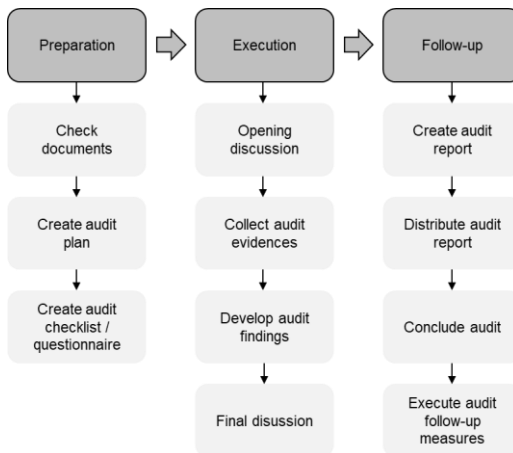 Preparation
Execution
Follow-up
Check
documents
Opening
discussion
Create audit
report
Create audit
plan
Collect audit
evidences
Distribute audit
report
Create audit
checklist /
questionnaire
Develop audit
findings
Conclude audit
Final disussion
Execute audit
follow-up
measures